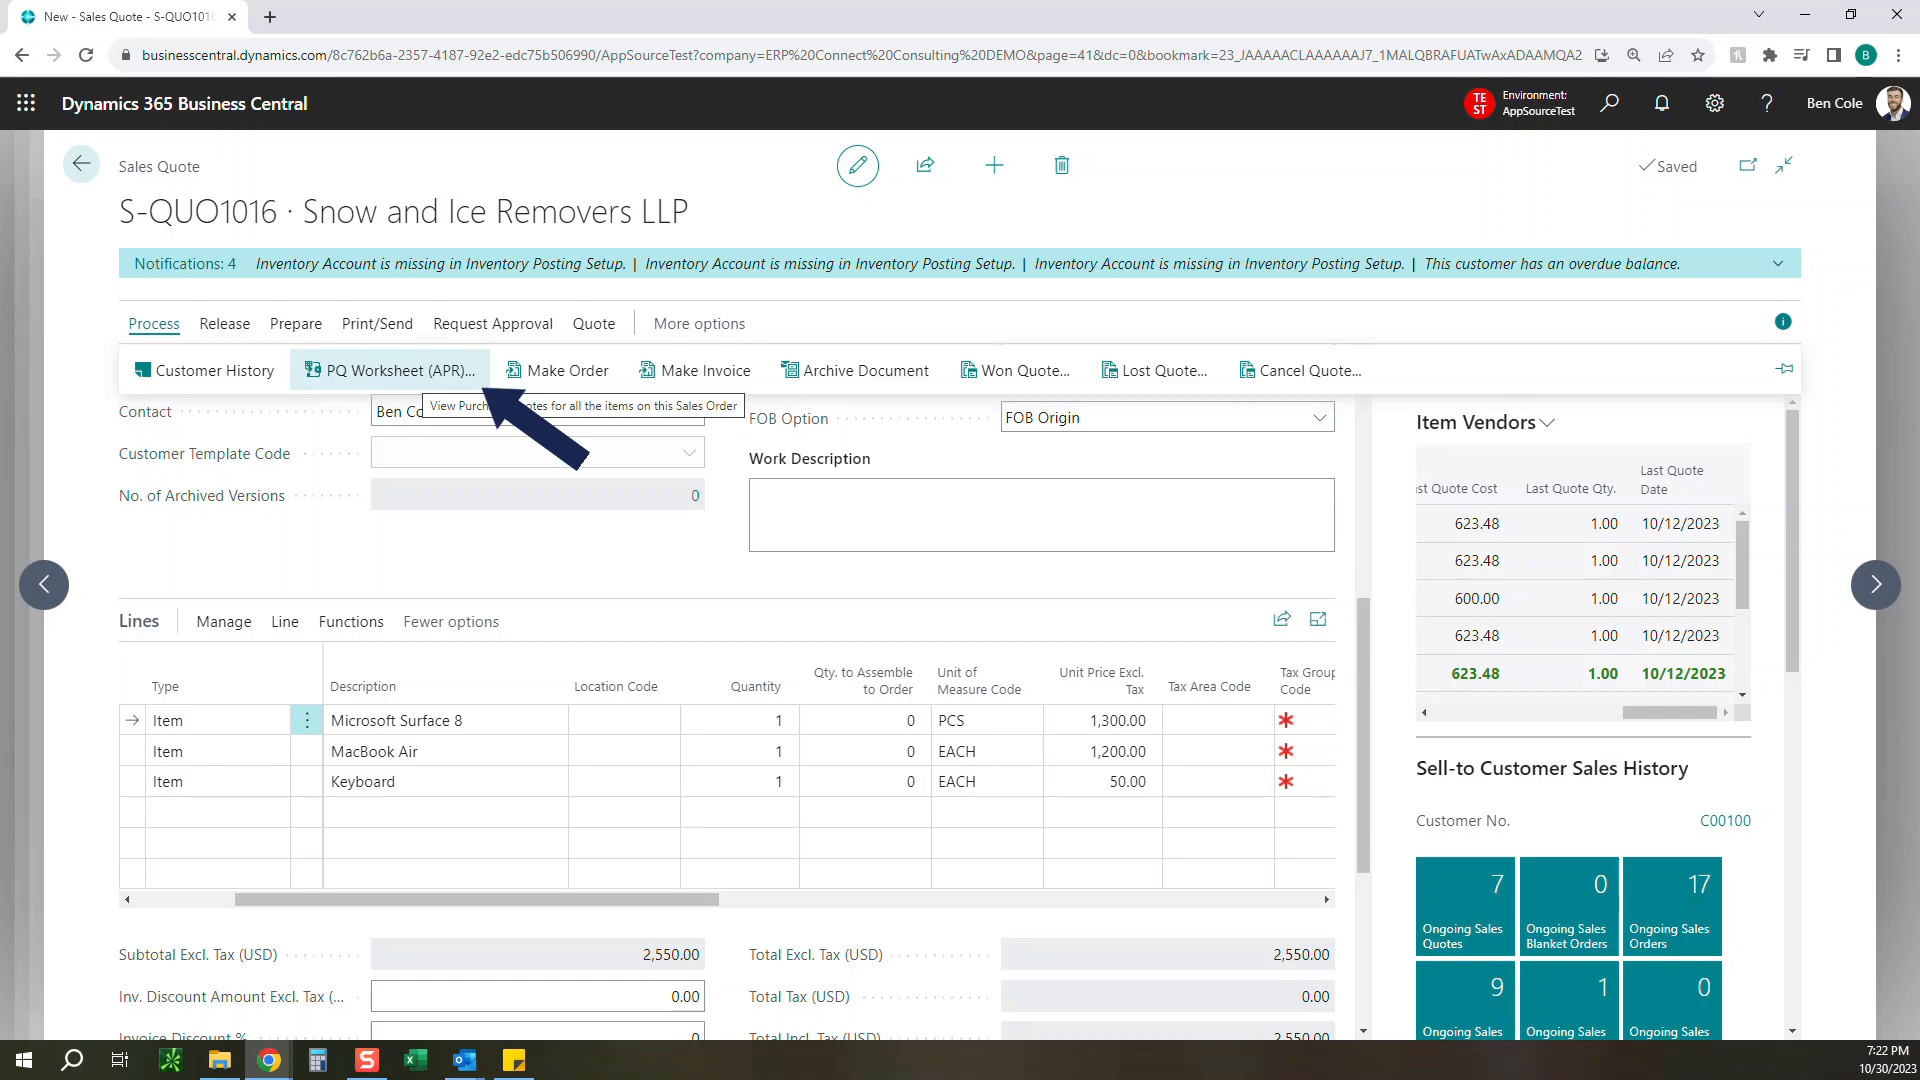 New - Sales Quote - S-QUO1016
businesscentral.dynamics.com/8c762b6a-2357-4187-92e2-edc75b506990/AppSourceTest?company=ERP%20Connect%20Consulting%20DEMO&page=41&dc=0&bookmark=23_JAAAAACLAAAAAAJ7_1MALQBRAFUATwAxADAAMQA2
B
Dynamics 365 Business Central
TE
ST
Environment:
AppSourceTest
Ben Cole
Sales Quote
Saved
S-QUO1016 · Snow and Ice Removers LLP
Notifications: 4 Inventory Account is missing in Inventory Posting Setup. | Inventory Account is missing in Inventory Posting Setup. | Inventory Account is missing in Inventory Posting Setup. | This customer has an overdue balance.
Process Release Prepare Print/Send Request Approval Quote More options
Customer History PQ Worksheet (APR)... Make Order Make Invoice Archive Document Won Quote... Lost Quote... Cancel Quote...
View Purch otes for all the items on this Sales Order
Contact Ben Co
FOB Option FOB Origin
Customer Template Code
Work Description
No. of Archived Versions 0
Item Vendors
st Quote Cost Last Quote Qty. Last Quote Date
623.48 1.00 10/12/2023
623.48 1.00 10/12/2023
600.00 1.00 10/12/2023
623.48 1.00 10/12/2023
623.48 1.00 10/12/2023
Lines Manage Line Functions Fewer options
Type Description Location Code Quantity Qty. to Assemble to Order Unit of Measure Code Unit Price Excl. Tax Tax Area Code Tax Group Code
Item Microsoft Surface 8 1 0 PCS 1,300.00 *
Item MacBook Air 1 0 EACH 1,200.00 *
Item Keyboard 1 0 EACH 50.00 *
Sell-to Customer Sales History
Customer No. C00100
7 Ongoing Sales Quotes
0 Ongoing Sales Blanket Orders
17 Ongoing Sales Orders
9 Ongoing Sales
1 Ongoing Sales
0 Ongoing Sales
Subtotal Excl. Tax (USD) 2,550.00
Total Excl. Tax (USD) 2,550.00
Inv. Discount Amount Excl. Tax (... 0.00
Total Tax (USD) 0.00
Invoice Discount % 0
Total Incl. Tax (USD) 2,550.00
7:22 PM
10/30/2023